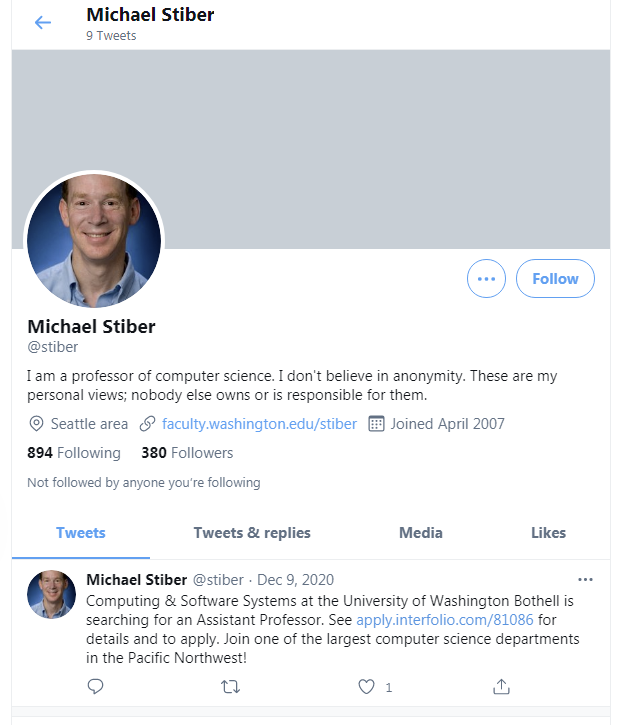 Michael Stiber
9 Tweets
Follow
Michael Stiber
@stiber
I am a professor of computer science. I don't believe in anonymity. These are my
personal views; nobody else owns or is responsible for them.
Seattle area faculty.washington.edu/stiber Joined April 2007
894 Following 380 Followers
Not followed by anyone you're following
Tweets Tweets & replies Media Likes
Michael Stiber @stiber · Dec 9, 2020
Computing & Software Systems at the University of Washington Bothell is
searching for an Assistant Professor. See apply.interfolio.com/81086 for
details and to apply. Join one of the largest computer science departments
in the Pacific Northwest!
1